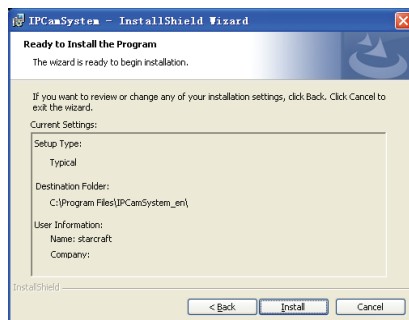 IPCamSystem - InstallShield Wizard
Ready to Install the Program
The wizard is ready to begin installation.
If you want to review or change any of your installation settings, click Back. Click Cancel to
exit the wizard.
Current Settings:
Setup Type:
Typical
Destination Folder:
C:\Program Files\IPCamSystem_en\
User Information:
Name: starcraft
Company:
InstallShield
< Back
Install
Cancel